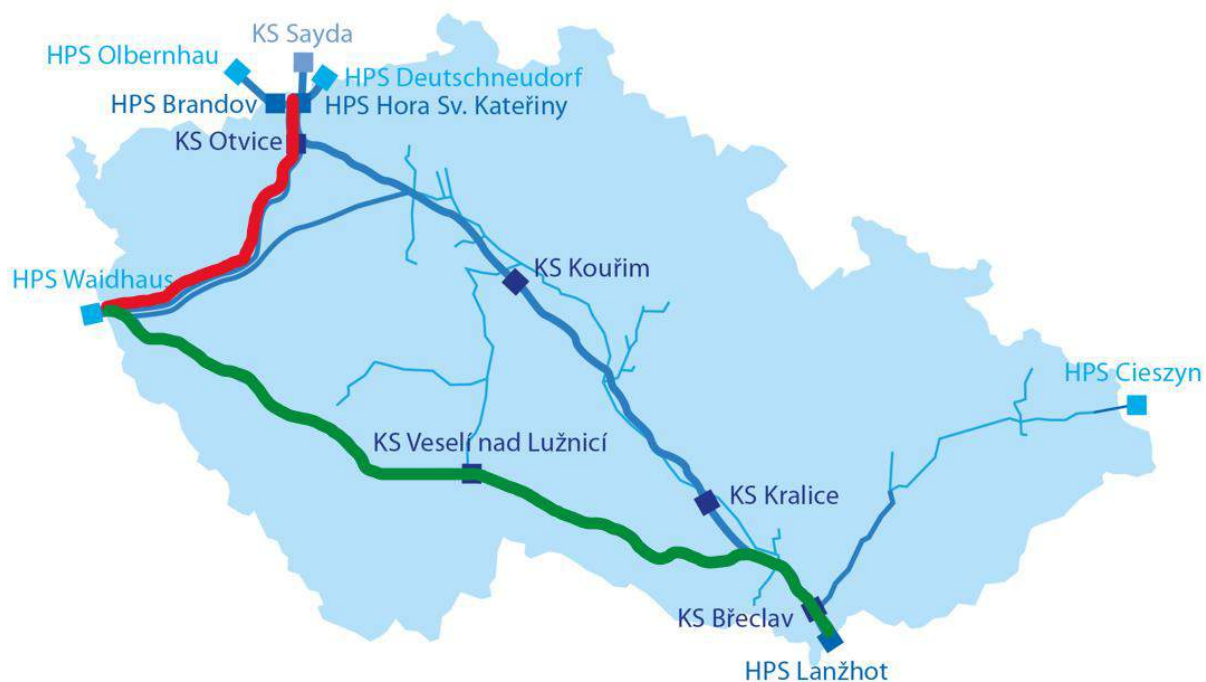 KS Sayda
HPS Olbernhau
HPS Deutschneudorf
HPS Brandov
HPS Hora Sv. Kateřiny
KS Otvice
KS Kouřim
HPS Waidhaus
HPS Cieszyn
KS Veselí nad Lužnicí
KS Kralice
KS Břeclav
HPS Lanžhot